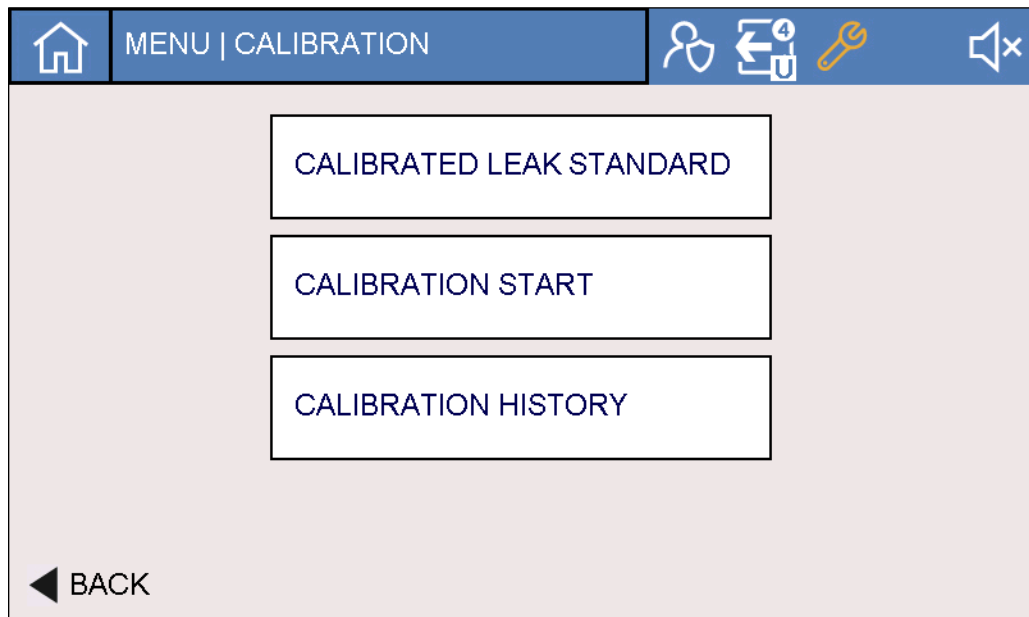 MENU | CALIBRATION
4
U
CALIBRATED LEAK STANDARD
CALIBRATION START
CALIBRATION HISTORY
BACK